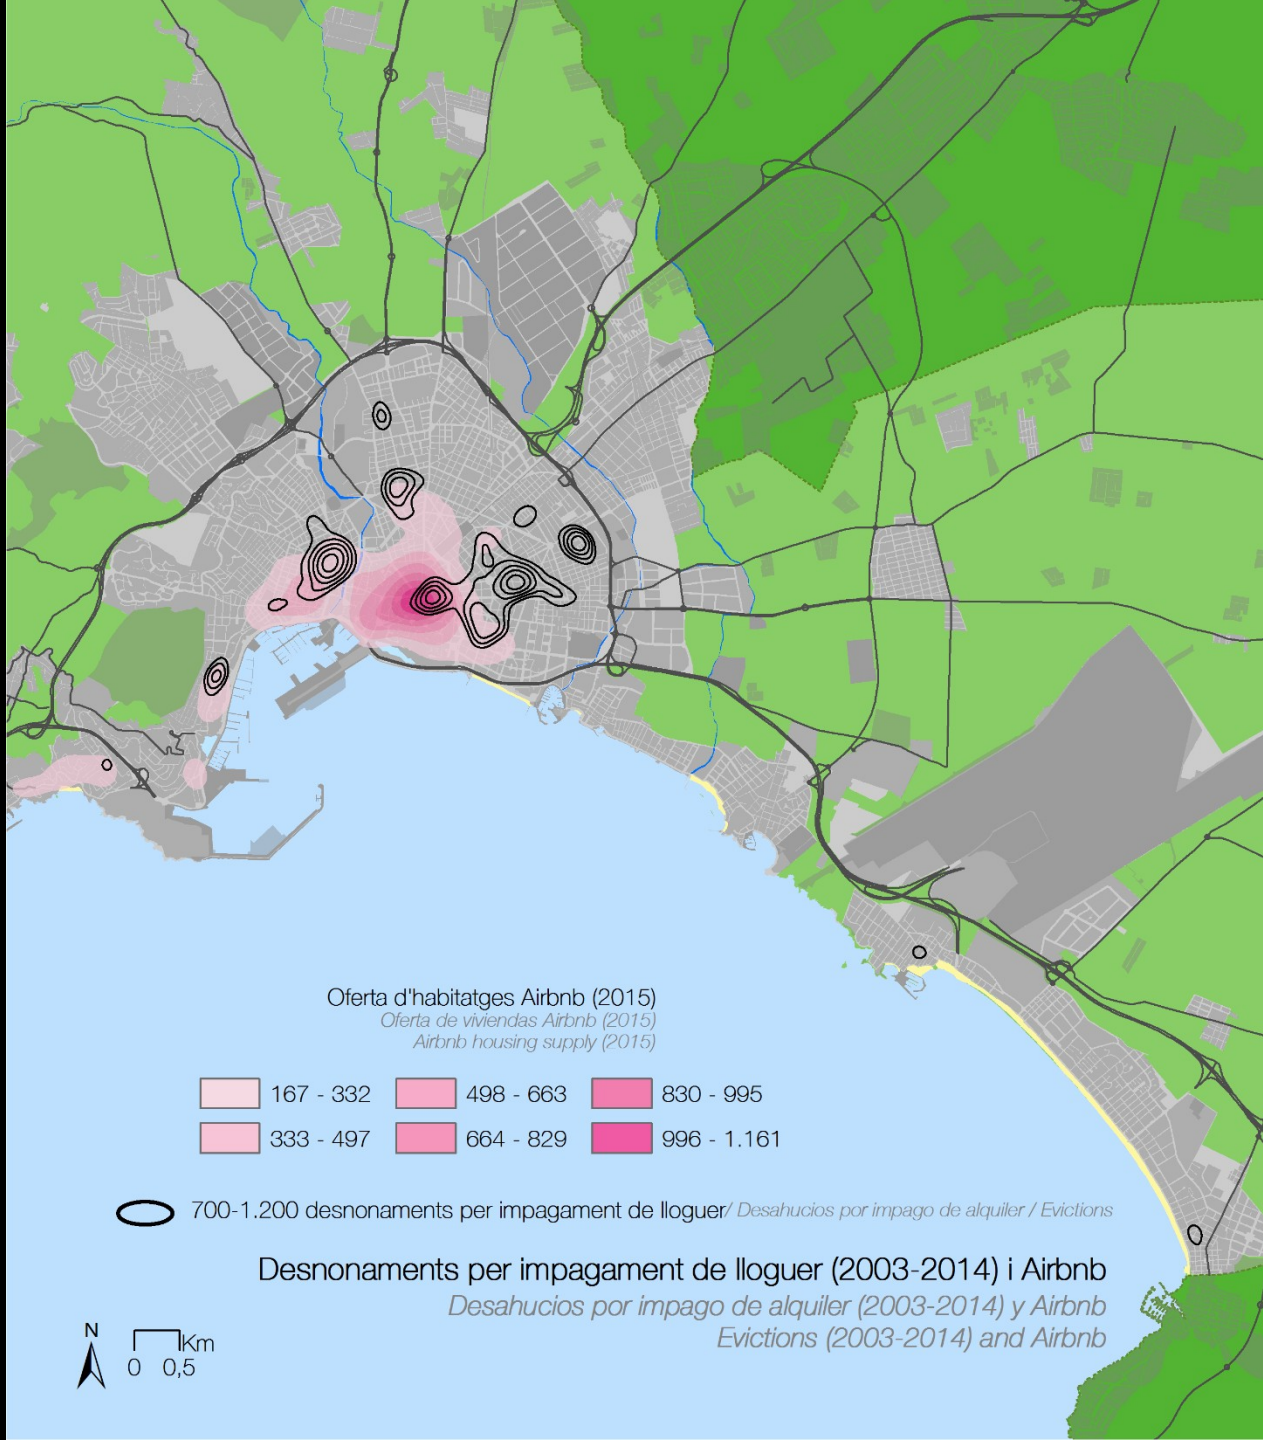 Oferta d'habitatges Airbnb (2015)
Oferta de viviendas Airbnb (2015)
Airbnb housing supply (2015)
167 - 332 498 - 663 830 - 995
333 - 497 664 - 829 996 - 1.161
700-1.200 desnonaments per impagament de lloguer/ Desahucios por impago de alquiler / Evictions
Desnonaments per impagament de lloguer (2003-2014) i Airbnb
Desahucios por impago de alquiler (2003-2014) y Airbnb
Evictions (2003-2014) and Airbnb
N
Km
0 0,5